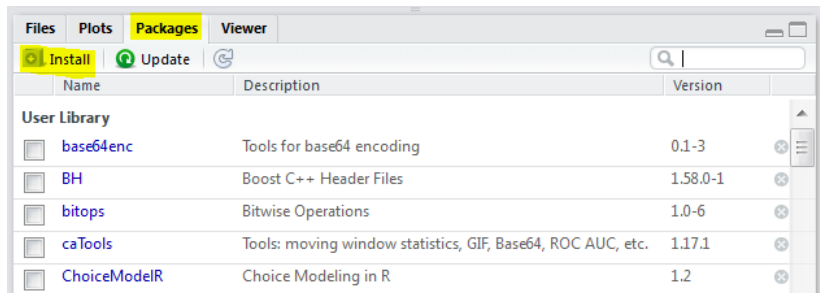 Files Plots Packages Viewer
Install Update
Name Description Version
User Library
base64enc Tools for base64 encoding 0.1-3
BH Boost C++ Header Files 1.58.0-1
bitops Bitwise Operations 1.0-6
caTools Tools: moving window statistics, GIF, Base64, ROC AUC, etc. 1.17.1
ChoiceModelR Choice Modeling in R 1.2